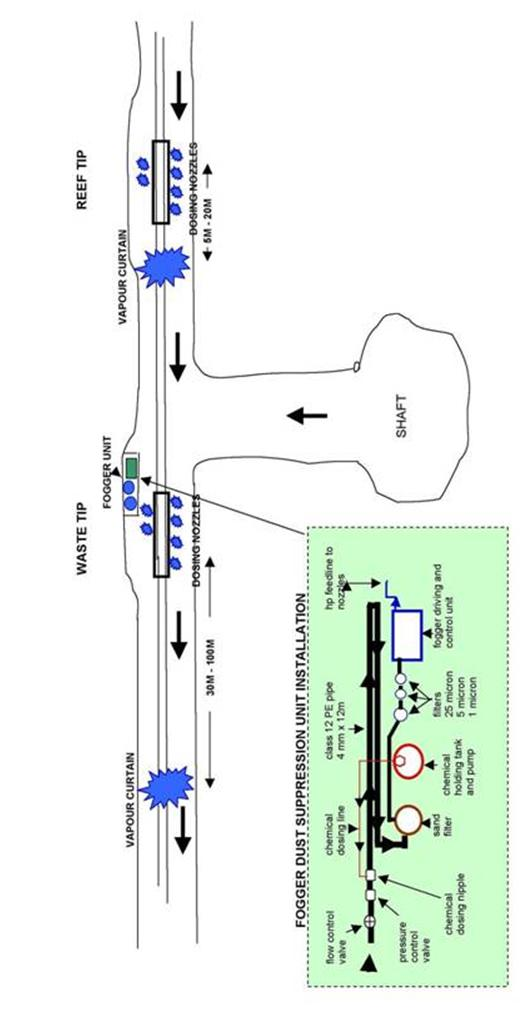 REEF TIP
DOSING NOZZLES
5M - 20M
VAPOUR CURTAIN
SHAFT
FOGGER UNIT
WASTE TIP
DOSING NOZZLES
30M - 100M
VAPOUR CURTAIN
FOGGER DUST SUPPRESSION UNIT INSTALLATION
flow control
valve
chemical
dosing line
class 12 PE pipe
4 mm x 12m
hp feedline to
nozzles
pressure
control
valve
chemical
dosing nipple
sand
filter
chemical
holding tank
and pump
filters
25 micron
5 micron
1 micron
fogger driving and
control unit